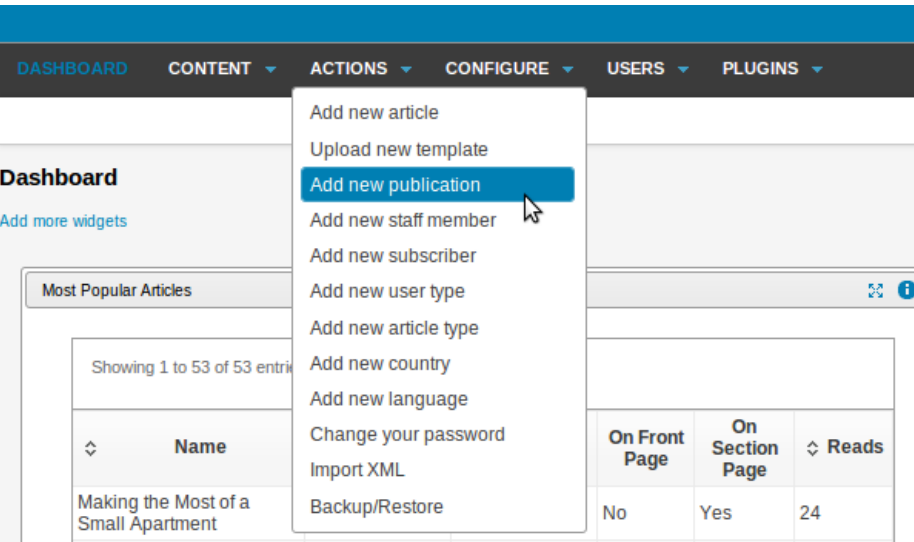 DASHBOARD CONTENT ACTIONS CONFIGURE USERS PLUGINS
Add new article
Upload new template
Add new publication
Add new staff member
Add new subscriber
Add new user type
Add new article type
Add new country
Add new language
Change your password
Import XML
Backup/Restore
Dashboard
Add more widgets
Most Popular Articles
Showing 1 to 53 of 53
Name On Front Page On Section Page Reads
Making the Most of a
Small Apartment
No Yes 24